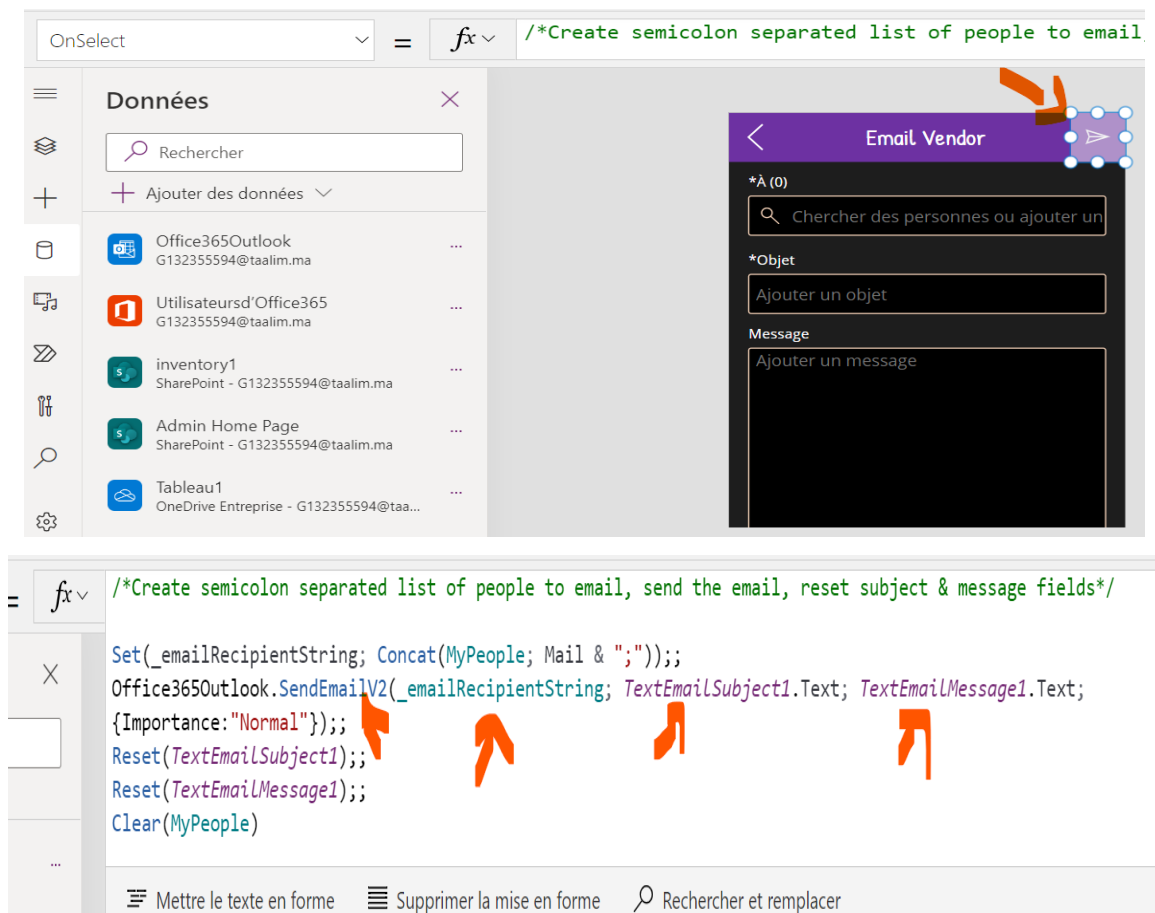 OnSelect = fx /*Create semicolon separated list of people to email,
Données
Rechercher
Ajouter des données
Office365Outlook
G132355594@taalim.ma
Utilisateursd'Office365
G132355594@taalim.ma
inventory1
SharePoint - G132355594@taalim.ma
Admin Home Page
SharePoint - G132355594@taalim.ma
Tableau1
OneDrive Entreprise - G132355594@taa...
Email Vendor
*À (0)
Chercher des personnes ou ajouter un
*Objet
Ajouter un objet
Message
Ajouter un message
= fx /*Create semicolon separated list of people to email, send the email, reset subject & message fields*/
Set(_emailRecipientString; Concat(MyPeople; Mail & ";"));;
Office365Outlook.SendEmailV2(_emailRecipientString; TextEmailSubject1.Text; TextEmailMessage1.Text;
{Importance:"Normal"});;
Reset(TextEmailSubject1);;
Reset(TextEmailMessage1);;
Clear(MyPeople)
Mettre le texte en forme Supprimer la mise en forme Rechercher et remplacer